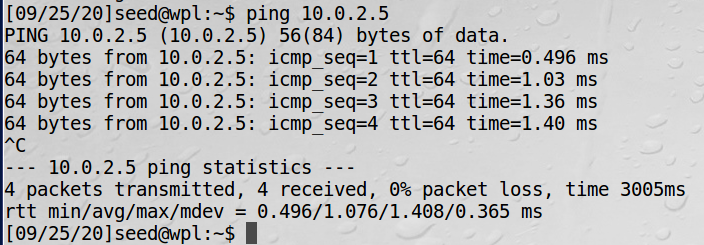 [09/25/20]seed@wpl:~$ ping 10.0.2.5
PING 10.0.2.5 (10.0.2.5) 56(84) bytes of data.
64 bytes from 10.0.2.5: icmp_seq=1 ttl=64 time=0.496 ms
64 bytes from 10.0.2.5: icmp_seq=2 ttl=64 time=1.03 ms
64 bytes from 10.0.2.5: icmp_seq=3 ttl=64 time=1.36 ms
64 bytes from 10.0.2.5: icmp_seq=4 ttl=64 time=1.40 ms
^C
--- 10.0.2.5 ping statistics ---
4 packets transmitted, 4 received, 0% packet loss, time 3005ms
rtt min/avg/max/mdev = 0.496/1.076/1.408/0.365 ms
[09/25/20]seed@wpl:~$